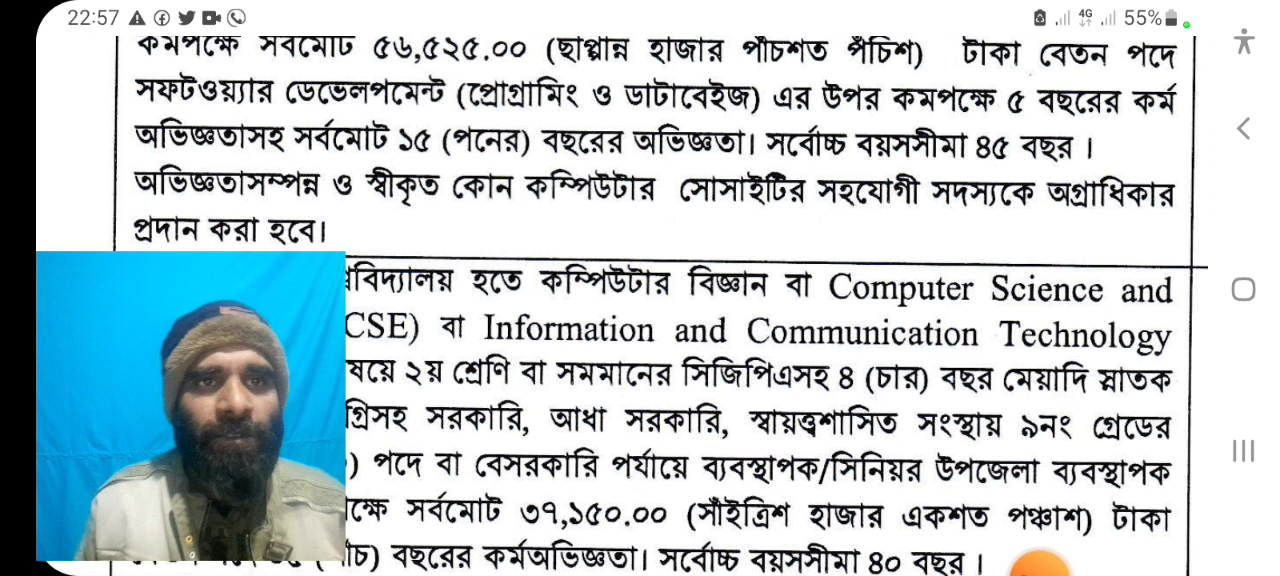 22:57
4G
55%
কমপক্ষে সর্বমোট ৫৬,৫২৫.০০ (ছাপ্পান্ন হাজার পাঁচশত পঁচিশ) টাকা বেতন পদে
সফটওয়্যার ডেভেলপমেন্ট (প্রোগ্রামিং ও ডাটাবেইজ) এর উপর কমপক্ষে ৫ বছরের কর্ম
অভিজ্ঞতাসহ সর্বমোট ১৫ (পনের) বছরের অভিজ্ঞতা। সর্বোচ্চ বয়সসীমা ৪৫ বছর ।
অভিজ্ঞতাসম্পন্ন ও স্বীকৃত কোন কম্পিউটার সোসাইটির সহযোগী সদস্যকে অগ্রাধিকার
প্রদান করা হবে।
বিদ্যালয় হতে কম্পিউটার বিজ্ঞান বা Computer Science and
CSE) বা Information and Communication Technology
ষয়ে ২য় শ্রেণি বা সমমানের সিজিপিএসহ ৪ (চার) বছর মেয়াদি স্নাতক
গ্রিসহ সরকারি, আধা সরকারি, স্বায়ত্ত্বশাসিত সংস্থায় ৯নং গ্রেডের
) পদে বা বেসরকারি পর্যায়ে ব্যবস্থাপক/সিনিয়র উপজেলা ব্যবস্থাপক
ক্ষে সর্বমোট ৩৭,১৫০.০০ (সাঁইত্রিশ হাজার একশত পঞ্চাশ) টাকা
চ) বছরের কর্মঅভিজ্ঞতা। সর্বোচ্চ বয়সসীমা ৪০ বছর ।